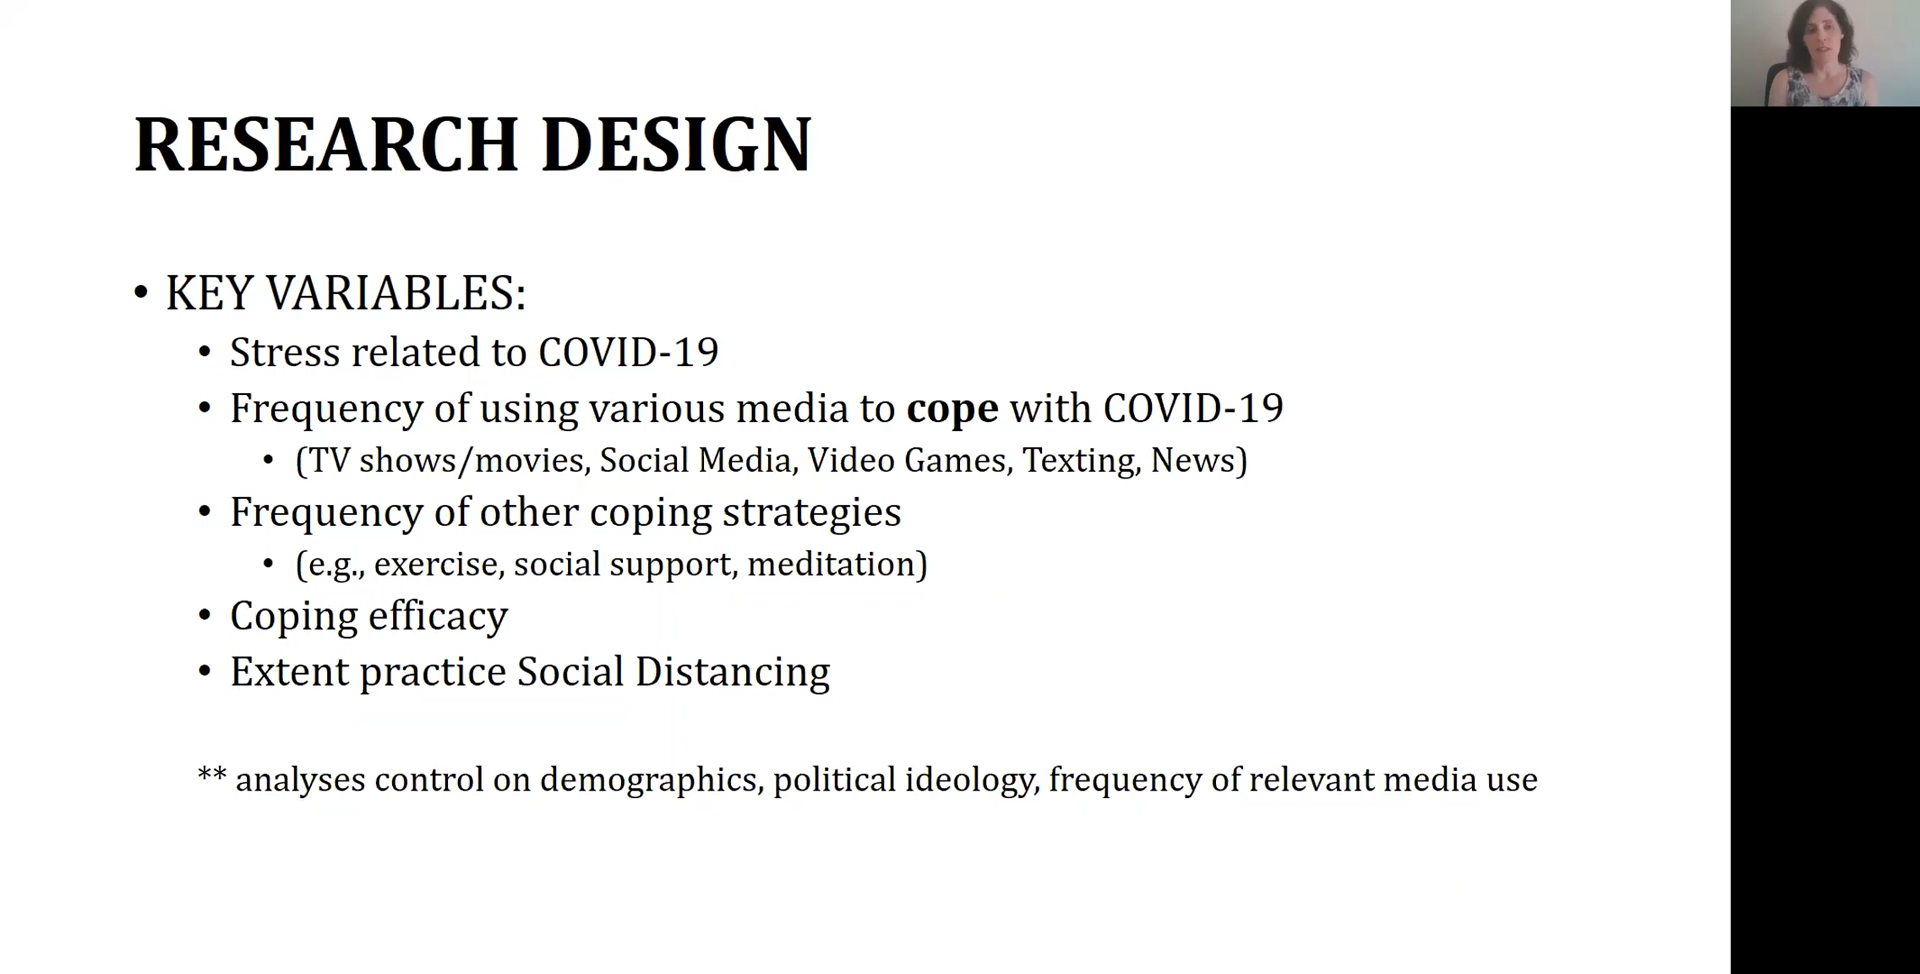 RESEARCH DESIGN
• KEY VARIABLES:
• Stress related to COVID-19
• Frequency of using various media to cope with COVID-19
• (TV shows/movies, Social Media, Video Games, Texting, News)
• Frequency of other coping strategies
• (e.g., exercise, social support, meditation)
• Coping efficacy
• Extent practice Social Distancing
** analyses control on demographics, political ideology, frequency of relevant media use